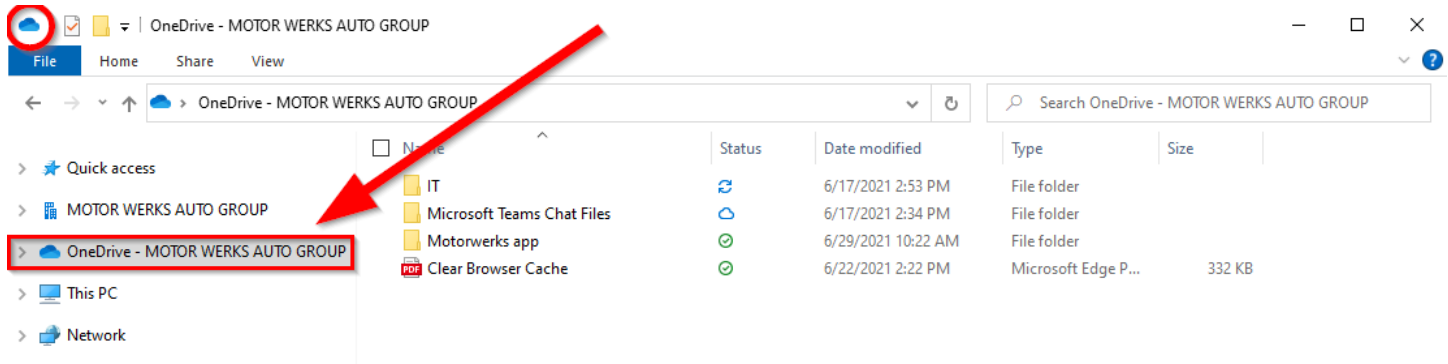 OneDrive - MOTOR WERKS AUTO GROUP
File Home Share View
OneDrive - MOTOR WERKS AUTO GROUP
Search OneDrive - MOTOR WERKS AUTO GROUP
Quick access
MOTOR WERKS AUTO GROUP
OneDrive - MOTOR WERKS AUTO GROUP
This PC
Network
Name Status Date modified Type Size
IT 6/17/2021 2:53 PM File folder
Microsoft Teams Chat Files 6/17/2021 2:34 PM File folder
Motorwerks app 6/29/2021 10:22 AM File folder
PDF Clear Browser Cache 6/22/2021 2:22 PM Microsoft Edge P... 332 KB